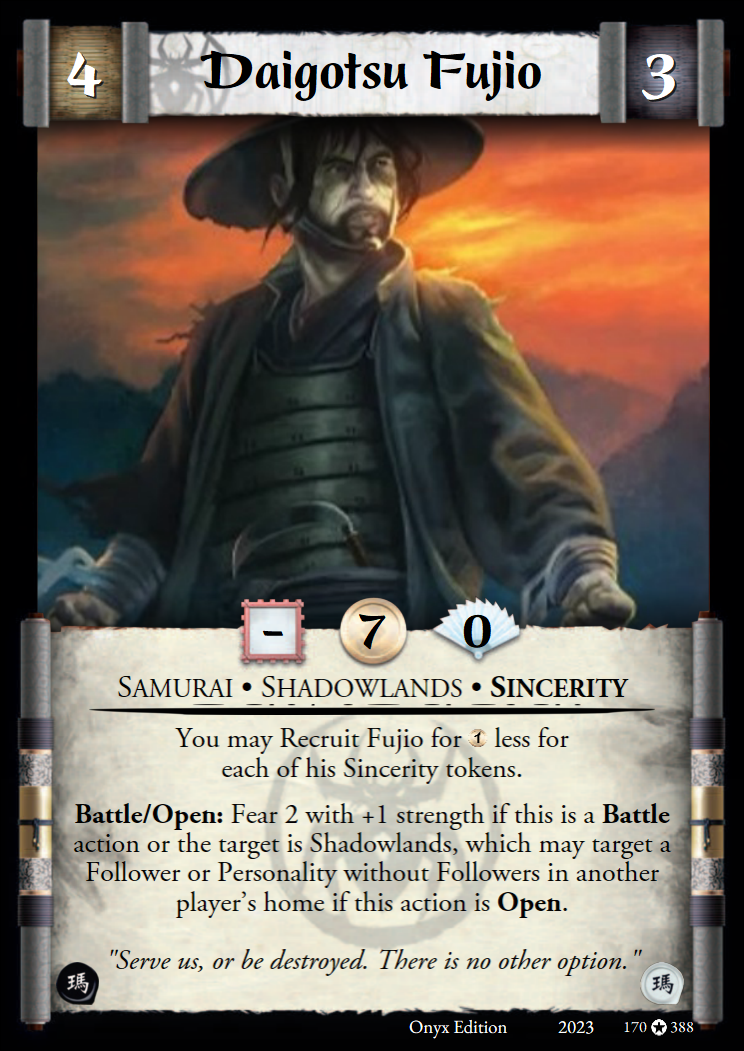 4 Daigotsu Fujio 3
- 7 0
SAMURAI • SHADOWLANDS • SINCERITY
You may Recruit Fujio for 1 less for
each of his Sincerity tokens.
Battle/Open: Fear 2 with +1 strength if this is a Battle
action or the target is Shadowlands, which may target a
Follower or Personality without Followers in another
player's home if this action is Open.
"Serve us, or be destroyed. There is no other option."
瑪 瑪
Onyx Edition 2023 170 388